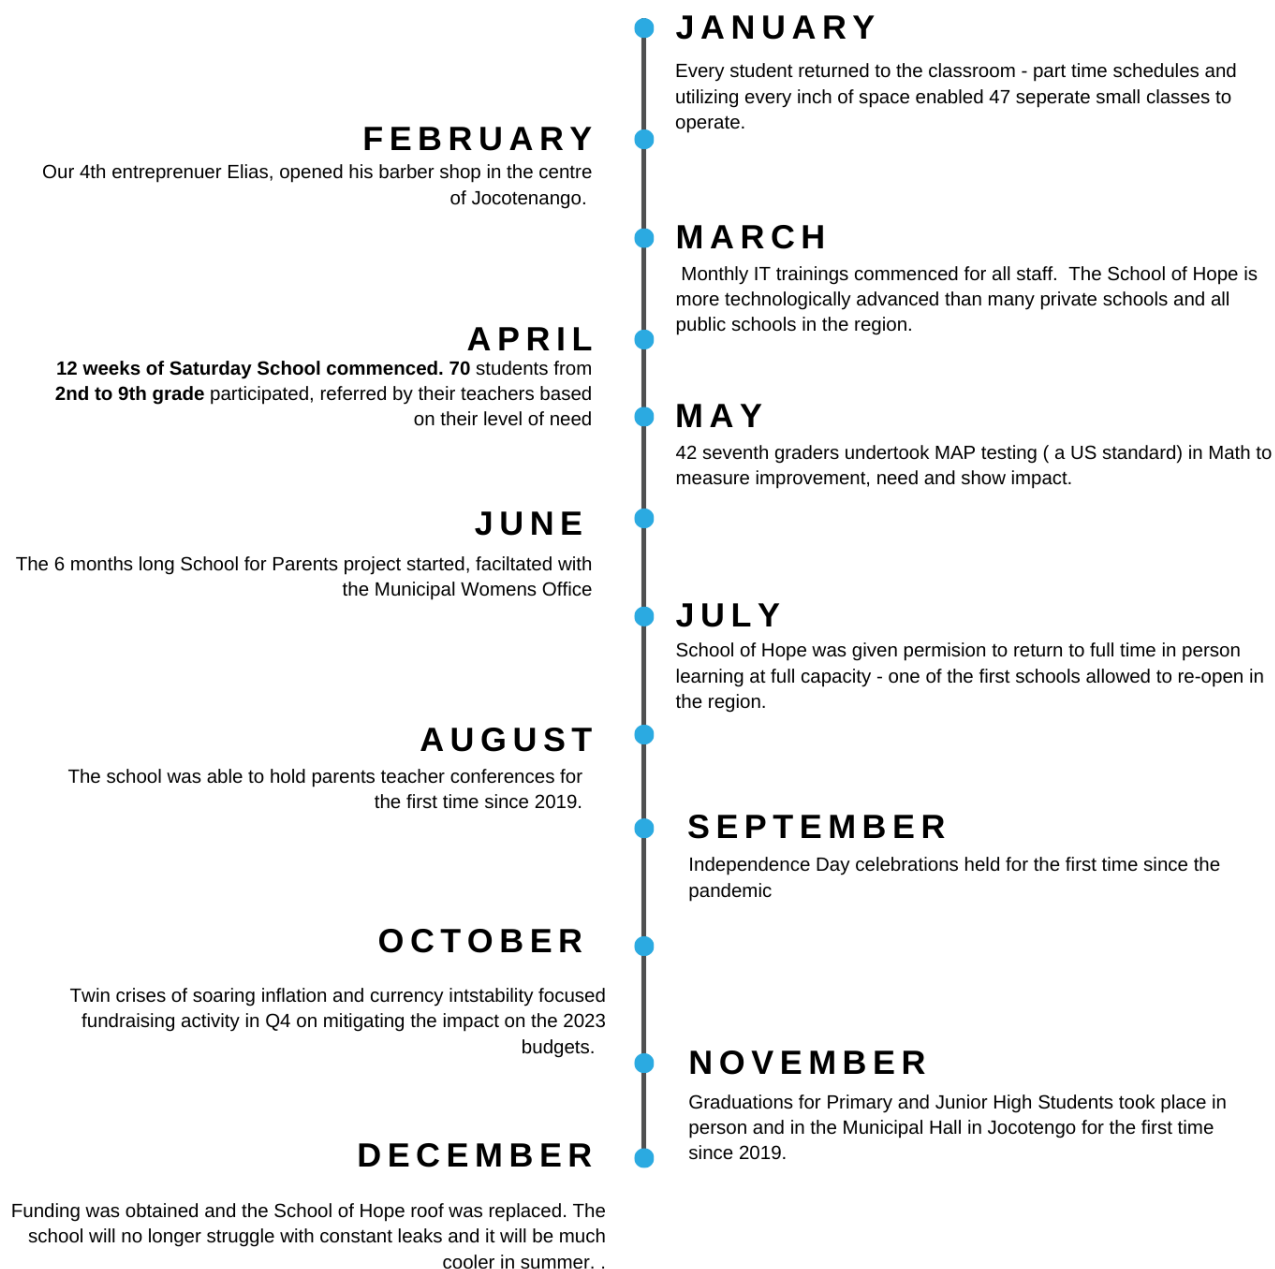 JANUARY
Every student returned to the classroom - part time schedules and
utilizing every inch of space enabled 47 seperate small classes to
operate.
FEBRUARY
Our 4th entreprenuer Elias, opened his barber shop in the centre
of Jocotenango.
MARCH
Monthly IT trainings commenced for all staff.  The School of Hope is
more technologically advanced than many private schools and all
public schools in the region.
APRIL
12 weeks of Saturday School commenced. 70 students from
2nd to 9th grade participated, referred by their teachers based
on their level of need
MAY
42 seventh graders undertook MAP testing ( a US standard) in Math to
measure improvement, need and show impact.
JUNE
The 6 months long School for Parents project started, faciltated with
the Municipal Womens Office
JULY
School of Hope was given permision to return to full time in person
learning at full capacity - one of the first schools allowed to re-open in
the region.
AUGUST
The school was able to hold parents teacher conferences for
the first time since 2019.
SEPTEMBER
Independence Day celebrations held for the first time since the
pandemic
OCTOBER
Twin crises of soaring inflation and currency intstability focused
fundraising activity in Q4 on mitigating the impact on the 2023
budgets.
NOVEMBER
Graduations for Primary and Junior High Students took place in
person and in the Municipal Hall in Jocotengo for the first time
since 2019.
DECEMBER
Funding was obtained and the School of Hope roof was replaced. The
school will no longer struggle with constant leaks and it will be much
cooler in summer. .